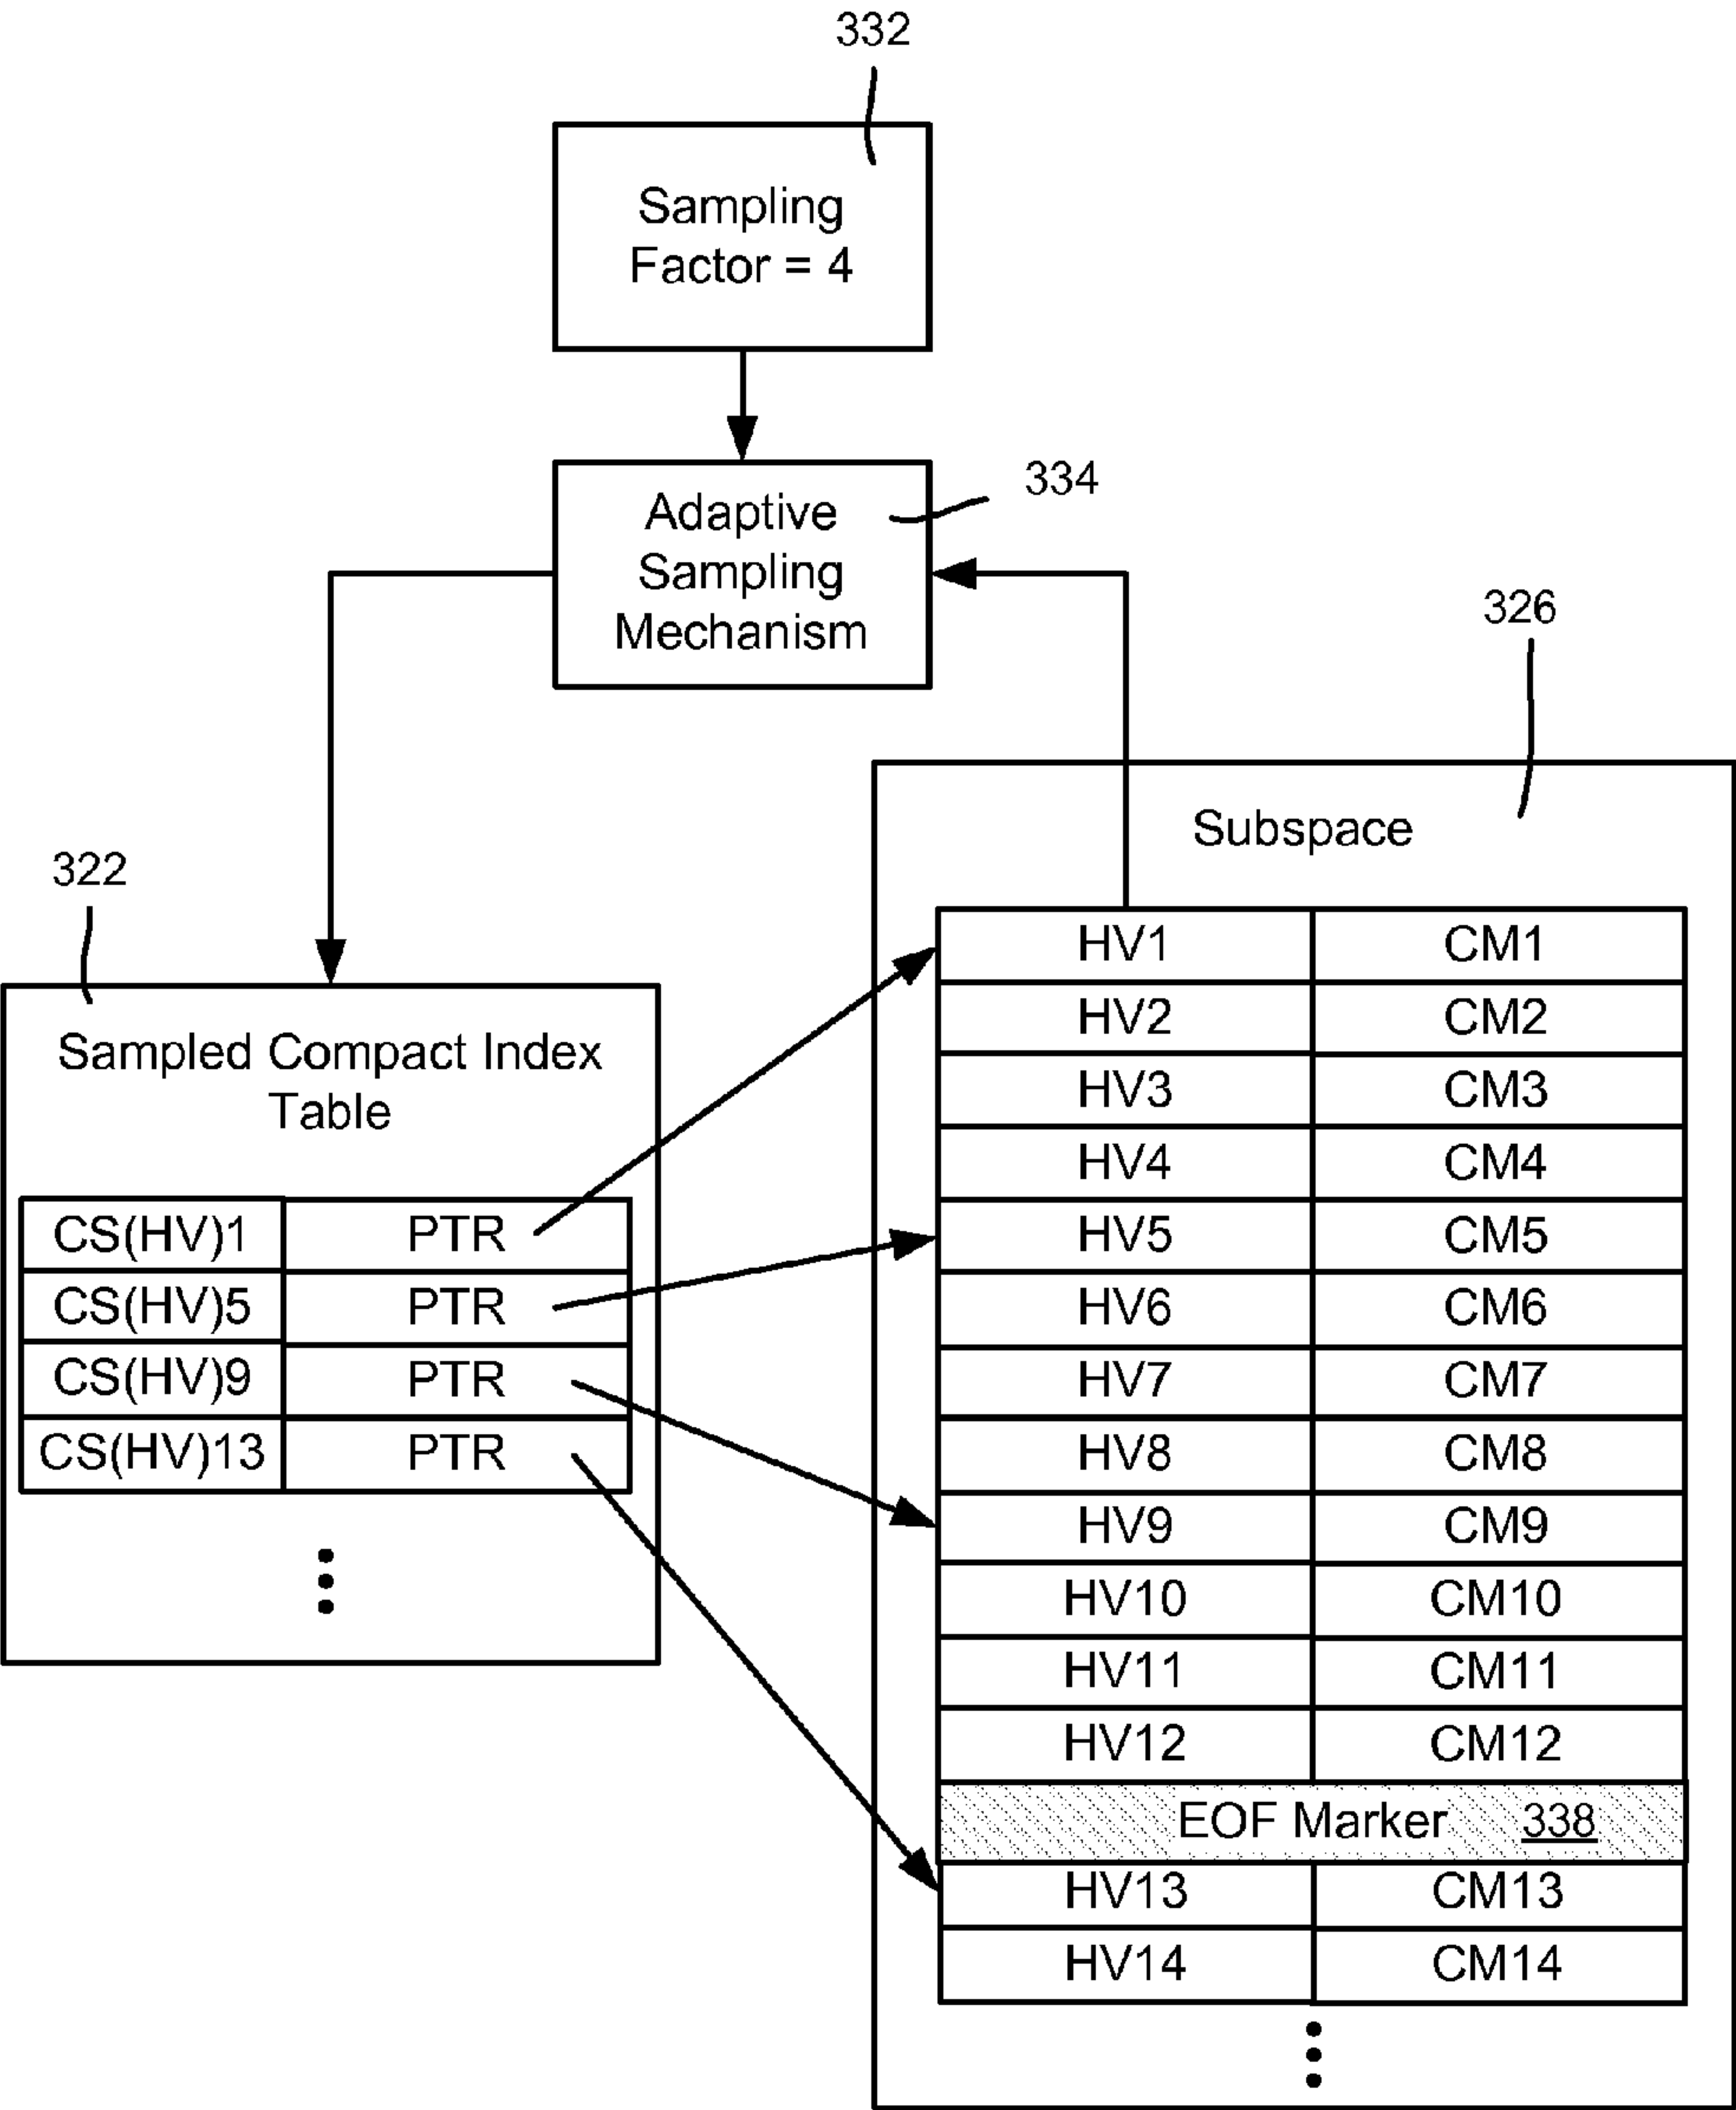 332
Sampling
Factor = 4
334
Adaptive
Sampling
Mechanism
326
Subspace
322
Sampled Compact Index
Table
CS(HV)1 PTR
CS(HV)5 PTR
CS(HV)9 PTR
CS(HV)13 PTR
HV1 CM1
HV2 CM2
HV3 CM3
HV4 CM4
HV5 CM5
HV6 CM6
HV7 CM7
HV8 CM8
HV9 CM9
HV10 CM10
HV11 CM11
HV12 CM12
EOF Marker 338
HV13 CM13
HV14 CM14